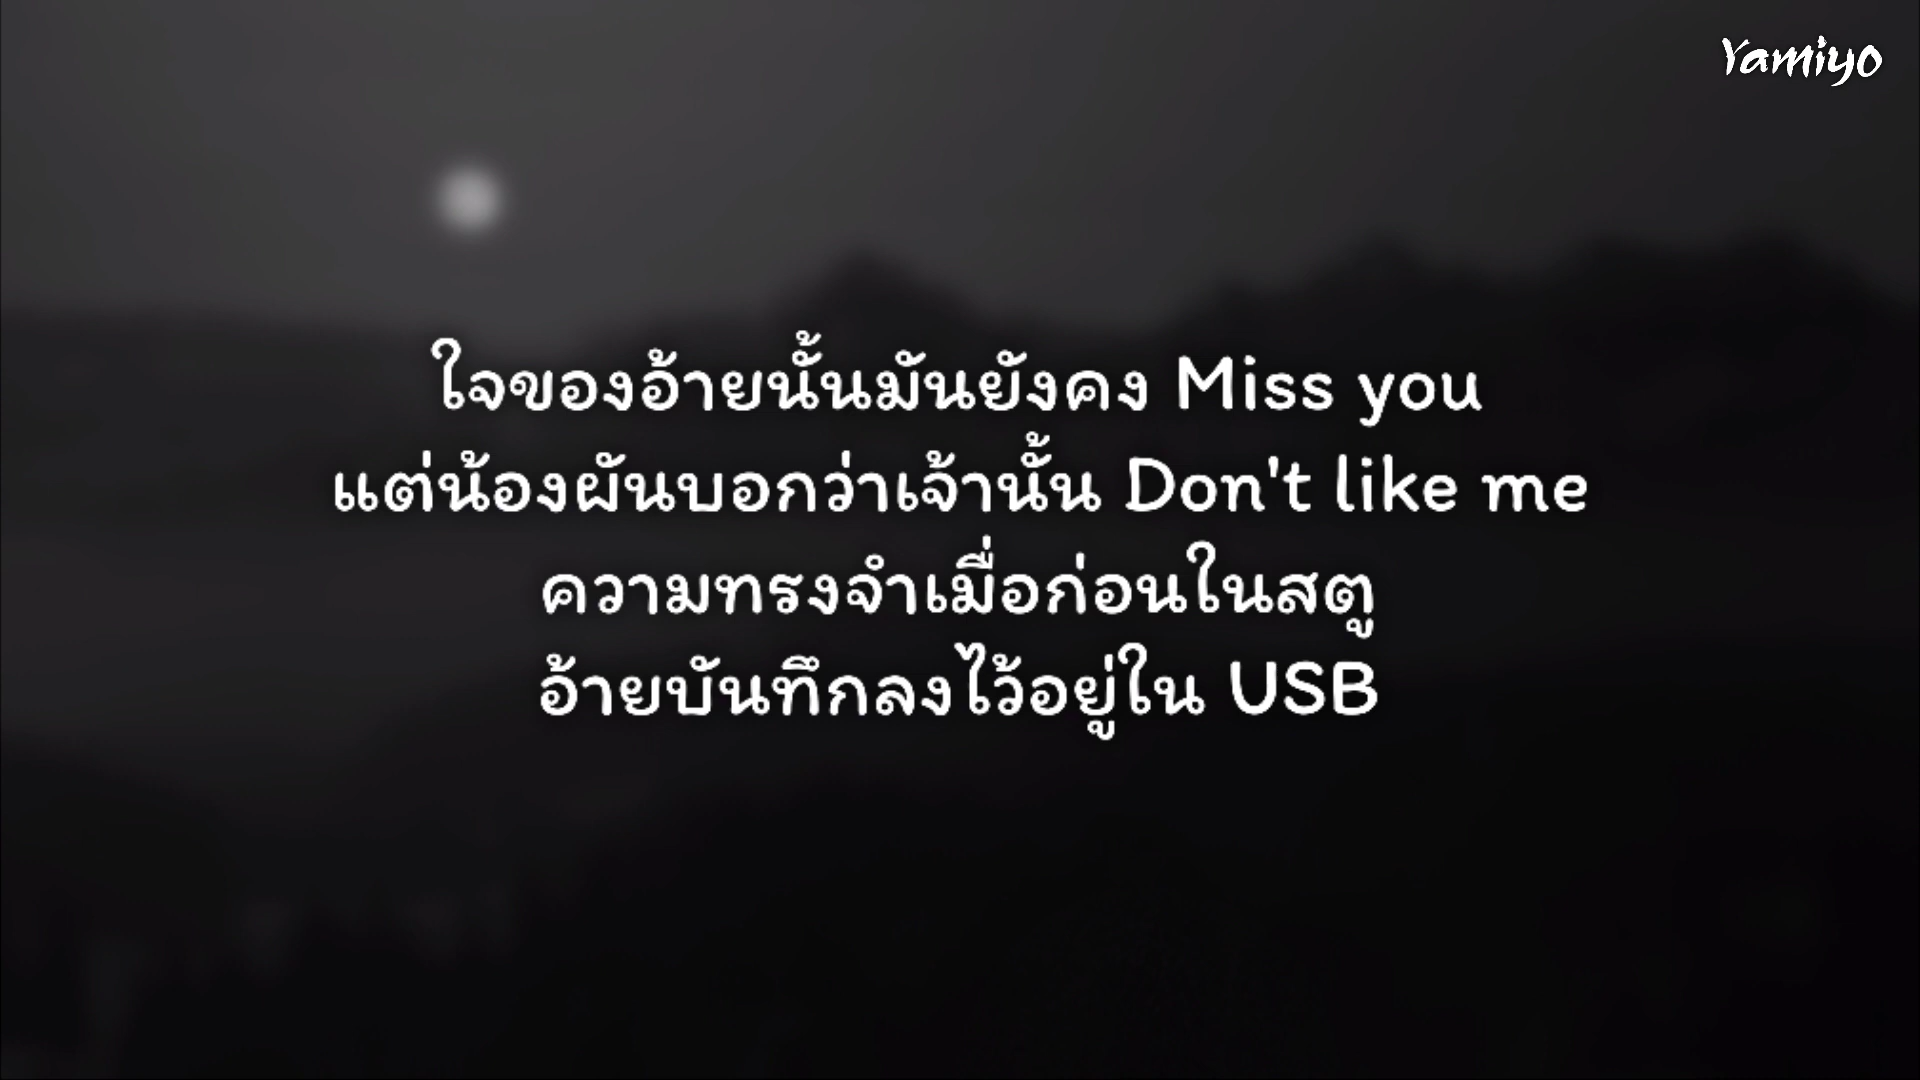 Yamiyo
ใจของอ้ายนั้นมันยังคง Miss you
แต่น้องผันบอกว่าเจ้านั้น Don't like me
ความทรงจำเมื่อก่อนในสตู
อ้ายบันทึกลงไว้อยู่ใน USB